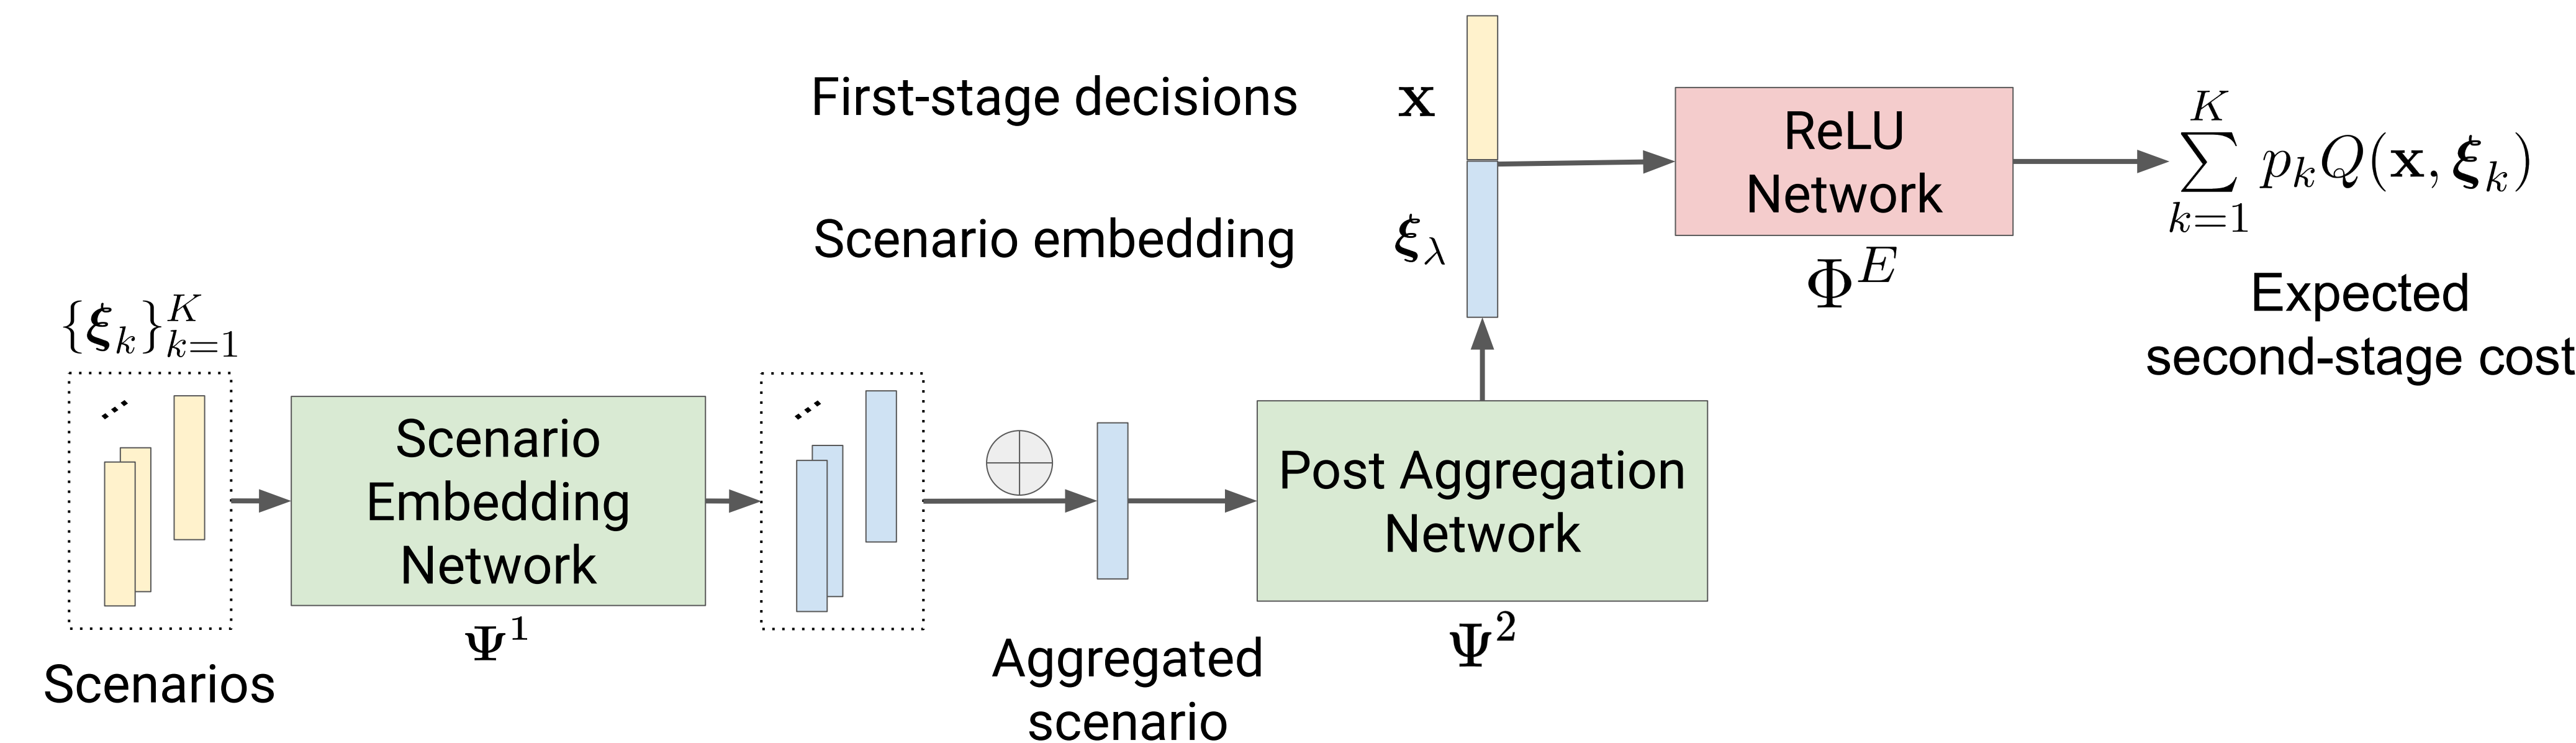 First-stage decisions
x
Scenario embedding
ξ_λ
ReLU
Network
Φ^E
\sum_{k=1}^{K} p_k Q(x, ξ_k)
Expected
second-stage cost
{ξ_k}_{k=1}^{K}
Scenarios
Scenario
Embedding
Network
Ψ^1
Aggregated
scenario
Post Aggregation
Network
Ψ^2